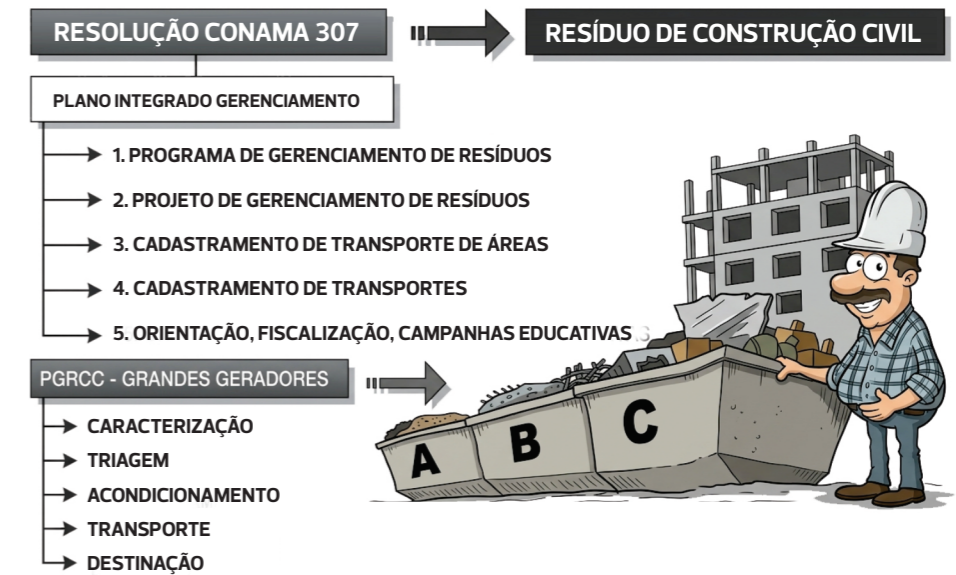 RESOLUÇÃO CONAMA 307
RESÍDUO DE CONSTRUÇÃO CIVIL
PLANO INTEGRADO GERENCIAMENTO
1. PROGRAMA DE GERENCIAMENTO DE RESÍDUOS
2. PROJETO DE GERENCIAMENTO DE RESÍDUOS
3. CADASTRAMENTO DE TRANSPORTE DE ÁREAS
4. CADASTRAMENTO DE TRANSPORTES
5. ORIENTAÇÃO, FISCALIZAÇÃO, CAMPANHAS EDUCATIVAS
PGRCC - GRANDES GERADORES
CARACTERIZAÇÃO
TRIAGEM
ACONDICIONAMENTO
TRANSPORTE
DESTINAÇÃO
A
B
C